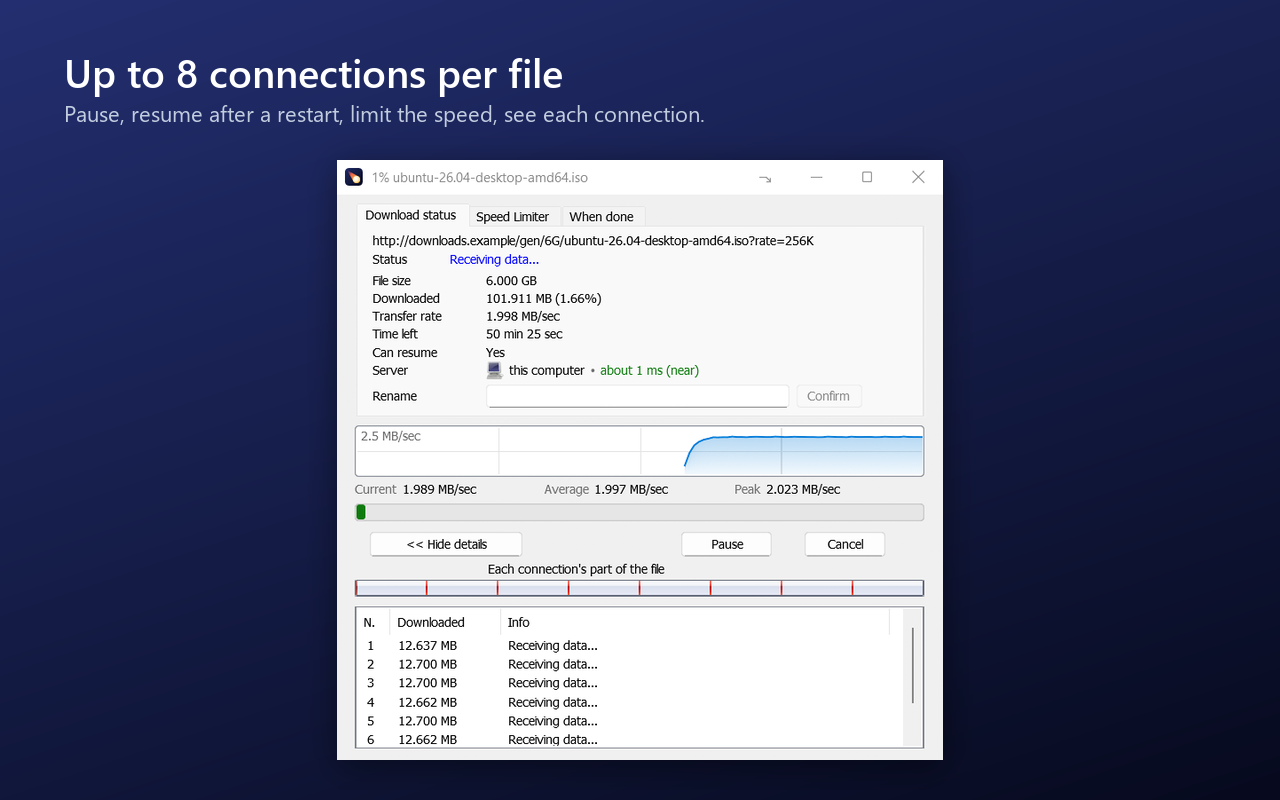 Up to 8 connections per file
Pause, resume after a restart, limit the speed, see each connection.
1% ubuntu-26.04-desktop-amd64.iso
Download status Speed Limiter When done
http://downloads.example/gen/6G/ubuntu-26.04-desktop-amd64.iso?rate=256K
Status Receiving data...
File size 6.000 GB
Downloaded 101.911 MB (1.66%)
Transfer rate 1.998 MB/sec
Time left 50 min 25 sec
Can resume Yes
Server this computer • about 1 ms (near)
Rename Confirm
2.5 MB/sec
Current 1.989 MB/sec Average 1.997 MB/sec Peak 2.023 MB/sec
<< Hide details Pause Cancel
Each connection's part of the file
N. Downloaded Info
1 12.637 MB Receiving data...
2 12.700 MB Receiving data...
3 12.700 MB Receiving data...
4 12.662 MB Receiving data...
5 12.700 MB Receiving data...
6 12.662 MB Receiving data...